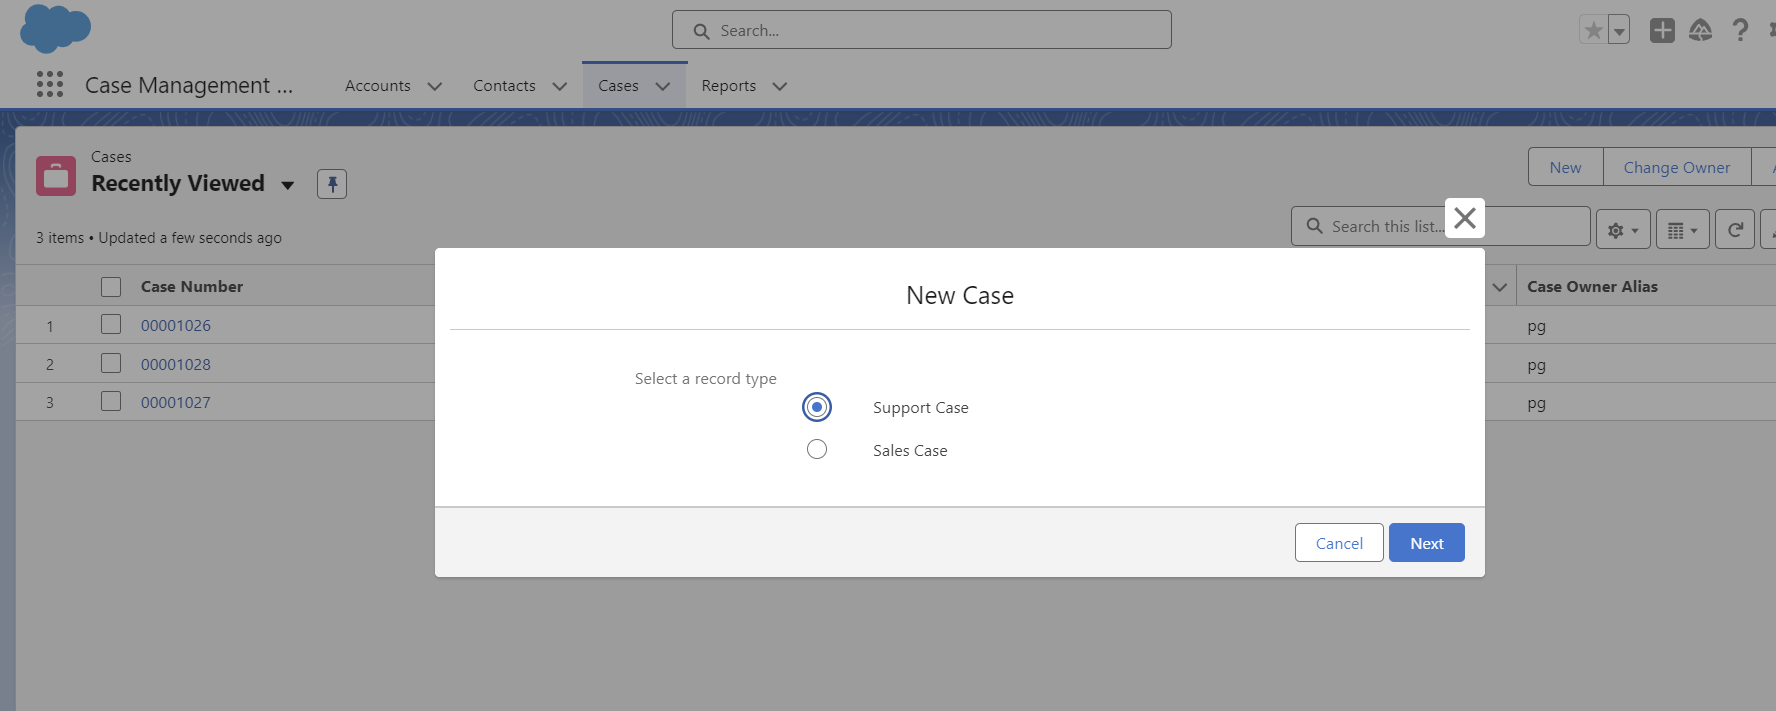 Search...
Case Management ...
Accounts
Contacts
Cases
Reports
Cases
Recently Viewed
New
Change Owner
3 items • Updated a few seconds ago
Search this list...
Case Number
Case Owner Alias
1 00001026 pg
2 00001028 pg
3 00001027 pg
New Case
Select a record type
Support Case
Sales Case
Cancel
Next